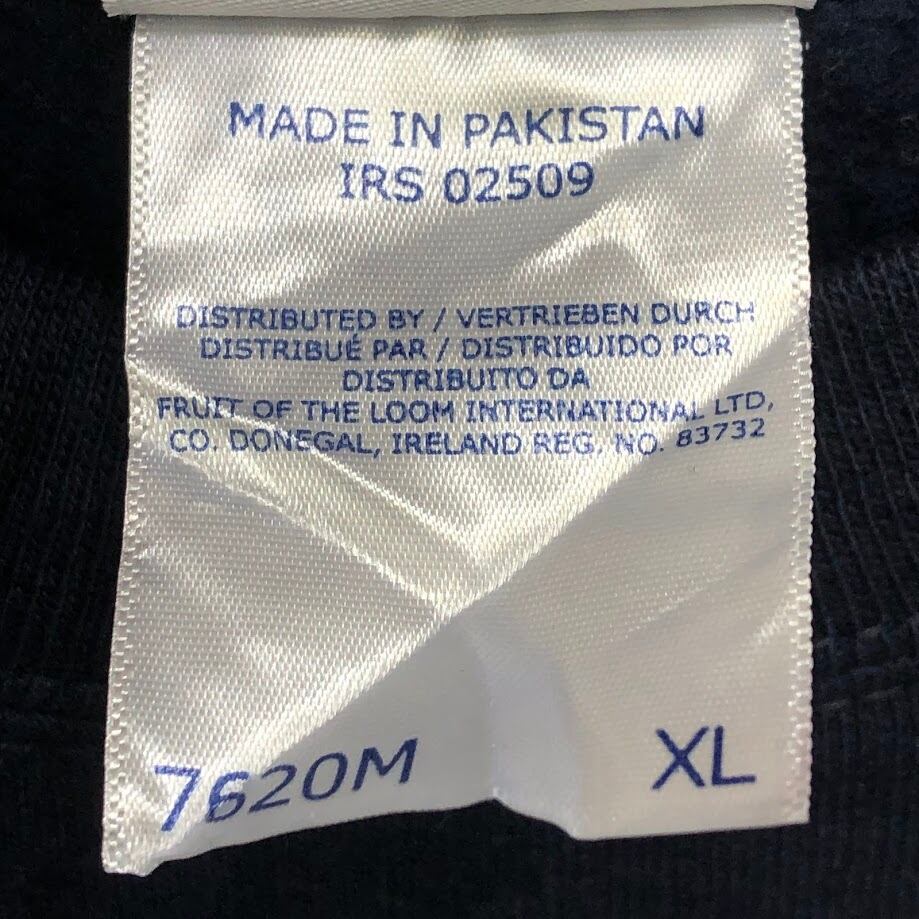 MADE IN PAKISTAN
IRS 02509
DISTRIBUTED BY / VERTRIEBEN DURCH
DISTRIBUÉ PAR / DISTRIBUIDO POR
DISTRIBUITO DA
FRUIT OF THE LOOM INTERNATIONAL LTD,
CO. DONEGAL, IRELAND REG. NO. 83732
7620M XL